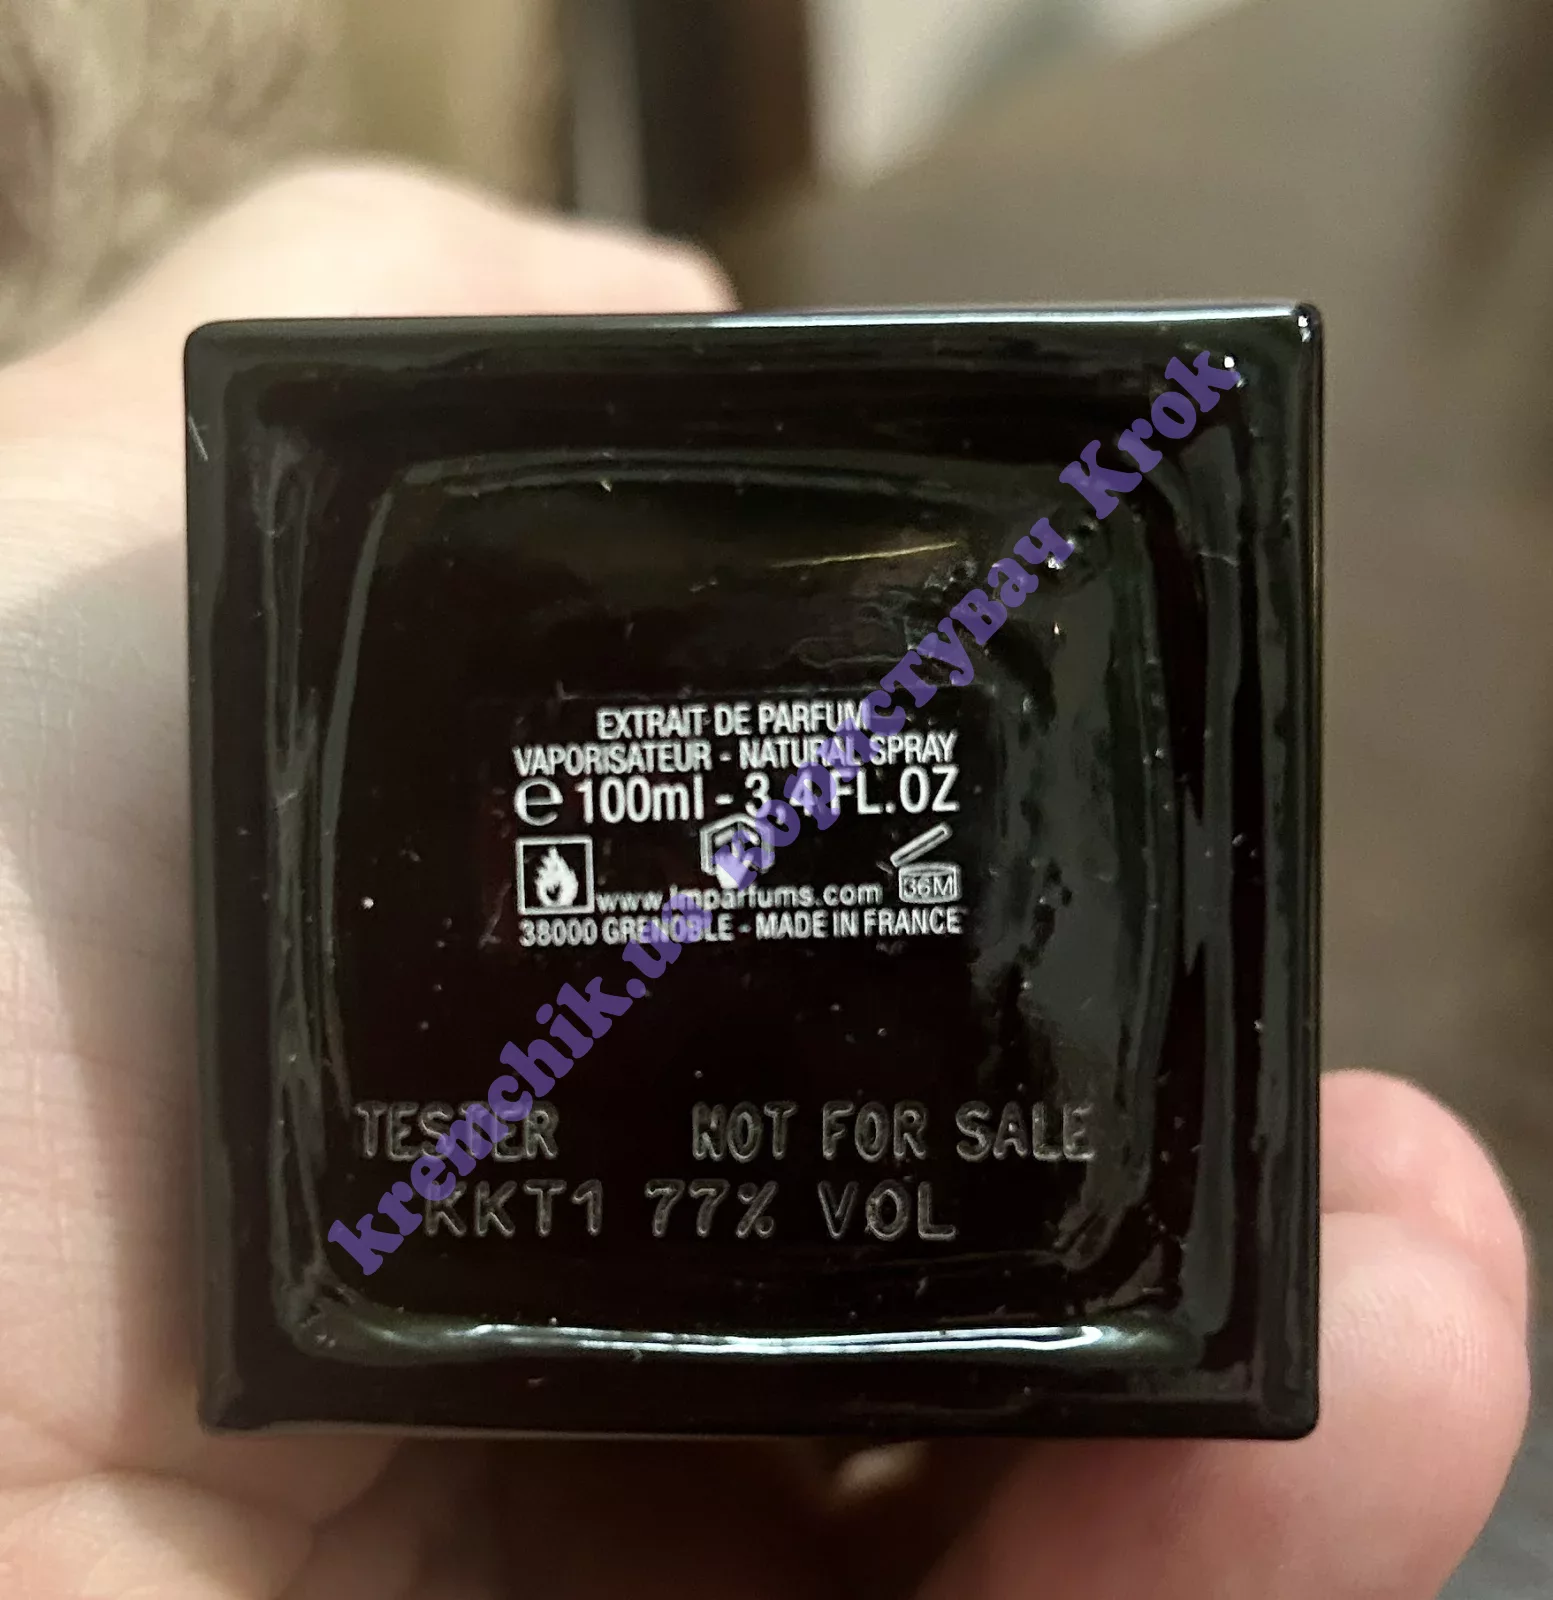 EXTRAIT DE PARFUM
VAPORISATEUR - NATURAL SPRAY
e 100ml - 3.4 FL.OZ
36M
www.lmparfums.com
38000 GRENOBLE - MADE IN FRANCE
TESTER NOT FOR SALE
KKT1 77% VOL
kremchik.ua Користувач Krok